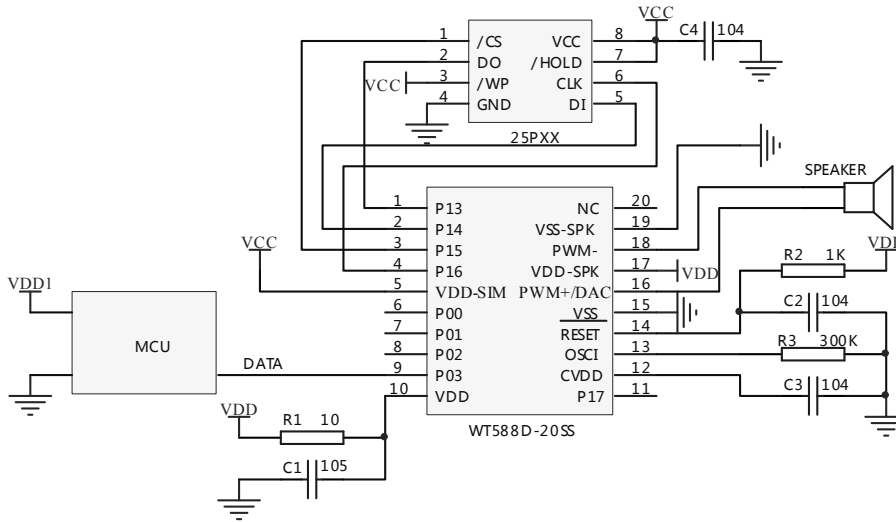 VCC
1 /CS VCC 8 C4 104
2 DO /HOLD 7
VCC 3 /WP CLK 6
4 GND DI 5
25PXX
SPEAKER
1 P13 NC 20
2 P14 VSS-SPK 19
3 P15 PWM- 18
VCC 4 P16 VDD-SPK 17 VDD
R2 1K
5 VDD-SIM PWM+/DAC 16
VDD1
6 P00 VSS 15 C2 104
7 P01 RESET 14
MCU
8 P02 OSCI 13 R3 300K
DATA 9 P03 CVDD 12
10 VDD P17 11 C3 104
VDD R1 10
WT588D-20SS
C1 105